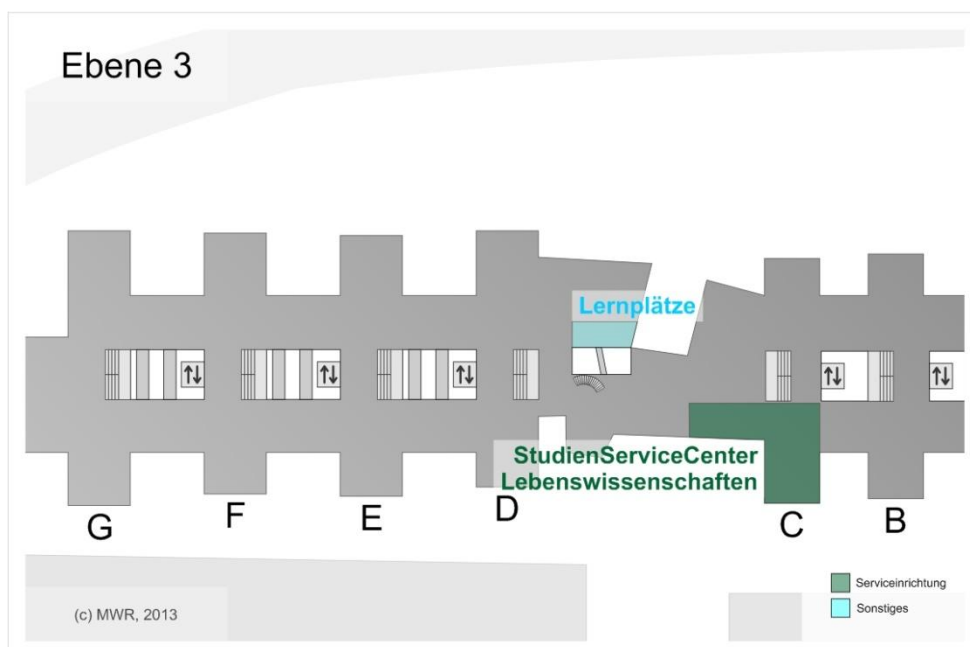 Ebene 3
Lernplätze
StudienServiceCenter
Lebenswissenschaften
G
F
E
D
C
B
Serviceeinrichtung
Sonstiges
(c) MWR, 2013